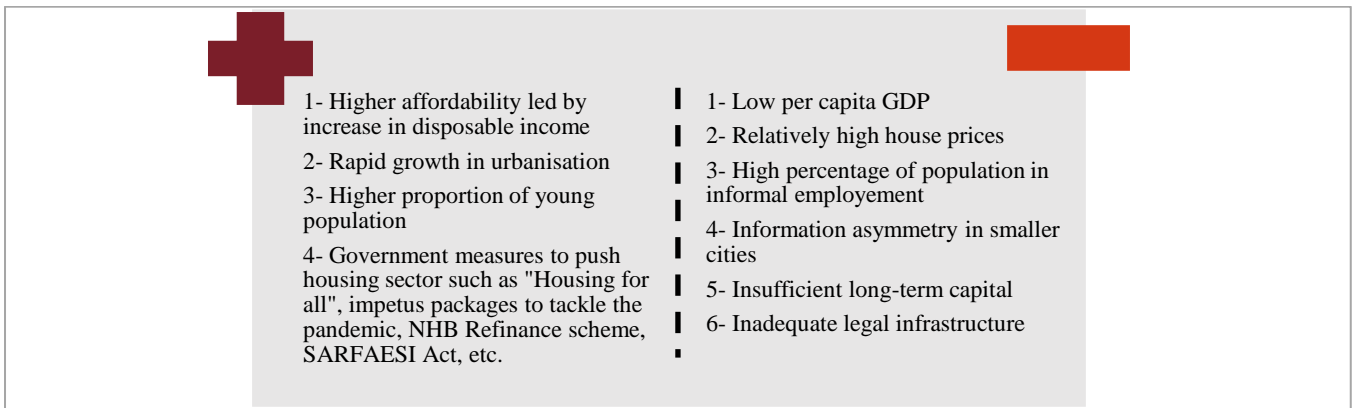 1- Higher affordability led by
increase in disposable income
2- Rapid growth in urbanisation
3- Higher proportion of young
population
4- Government measures to push
housing sector such as "Housing for
all", impetus packages to tackle the
pandemic, NHB Refinance scheme,
SARFAESI Act, etc.
1- Low per capita GDP
2- Relatively high house prices
3- High percentage of population in
informal employement
4- Information asymmetry in smaller
cities
5- Insufficient long-term capital
6- Inadequate legal infrastructure